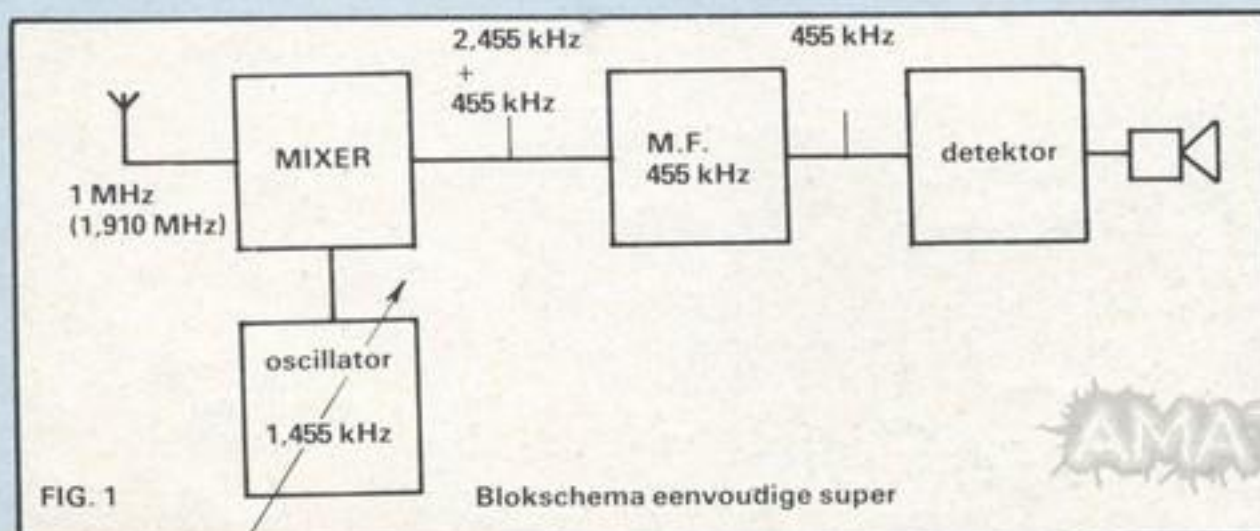 2,455 kHz
+
455 kHz
455 kHz
MIXER
M.F.
455 kHz
detektor
1 MHz
(1,910 MHz)
oscillator
1,455 kHz
FIG. 1
Blokschema eenvoudige super
AMA